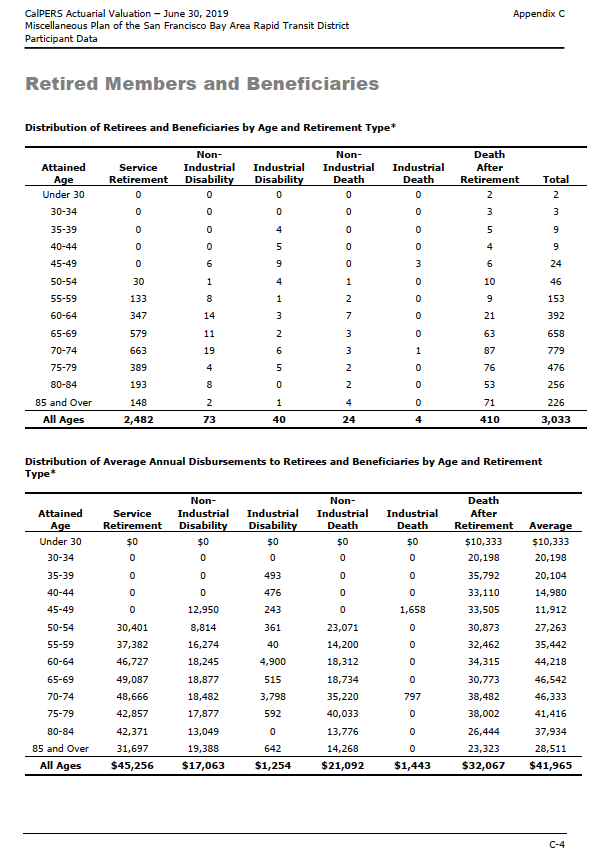 CalPERS Actuarial Valuation – June 30, 2019 Appendix C
Miscellaneous Plan of the San Francisco Bay Area Rapid Transit District
Participant Data
Retired Members and Beneficiaries
Distribution of Retirees and Beneficiaries by Age and Retirement Type*
Non- Non- Death
Attained Service Industrial Industrial Industrial Industrial After
Age Retirement Disability Disability Death Death Retirement Total
Under 30 0 0 0 0 0 2 2
30-34 0 0 0 0 0 3 3
35-39 0 0 4 0 0 5 9
40-44 0 0 5 0 0 4 9
45-49 0 6 9 0 3 6 24
50-54 30 1 4 1 0 10 46
55-59 133 8 1 2 0 9 153
60-64 347 14 3 7 0 21 392
65-69 579 11 2 3 0 63 658
70-74 663 19 6 3 1 87 779
75-79 389 4 5 2 0 76 476
80-84 193 8 0 2 0 53 256
85 and Over 148 2 1 4 0 71 226
All Ages 2,482 73 40 24 4 410 3,033
Distribution of Average Annual Disbursements to Retirees and Beneficiaries by Age and Retirement
Type*
Non- Non- Death
Attained Service Industrial Industrial Industrial Industrial After
Age Retirement Disability Disability Death Death Retirement Average
Under 30 $0 $0 $0 $0 $0 $10,333 $10,333
30-34 0 0 0 0 0 20,198 20,198
35-39 0 0 493 0 0 35,792 20,104
40-44 0 0 476 0 0 33,110 14,980
45-49 0 12,950 243 0 1,658 33,505 11,912
50-54 30,401 8,814 361 23,071 0 30,873 27,263
55-59 37,382 16,274 40 14,200 0 32,462 35,442
60-64 46,727 18,245 4,900 18,312 0 34,315 44,218
65-69 49,087 18,877 515 18,734 0 30,773 46,542
70-74 48,666 18,482 3,798 35,220 797 38,482 46,333
75-79 42,857 17,877 592 40,033 0 38,002 41,416
80-84 42,371 13,049 0 13,776 0 26,444 37,934
85 and Over 31,697 19,388 642 14,268 0 23,323 28,511
All Ages $45,256 $17,063 $1,254 $21,092 $1,443 $32,067 $41,965
C-4